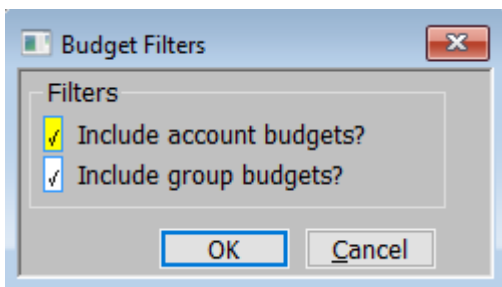 Budget Filters
Filters
Include account budgets?
Include group budgets?
OK
Cancel